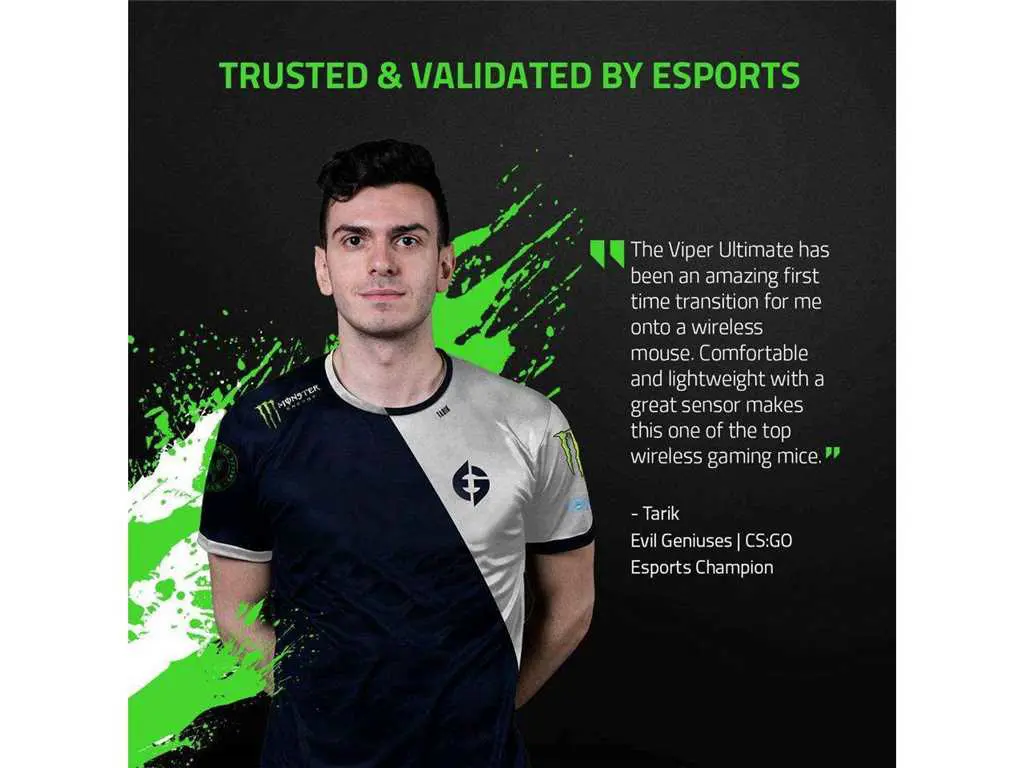 TRUSTED & VALIDATED BY ESPORTS
The Viper Ultimate has
been an amazing first
time transition for me
onto a wireless
mouse. Comfortable
and lightweight with a
great sensor makes
this one of the top
wireless gaming mice.
- Tarik
Evil Geniuses | CS:GO
Esports Champion
MONSTER
ENERGY
TARIK